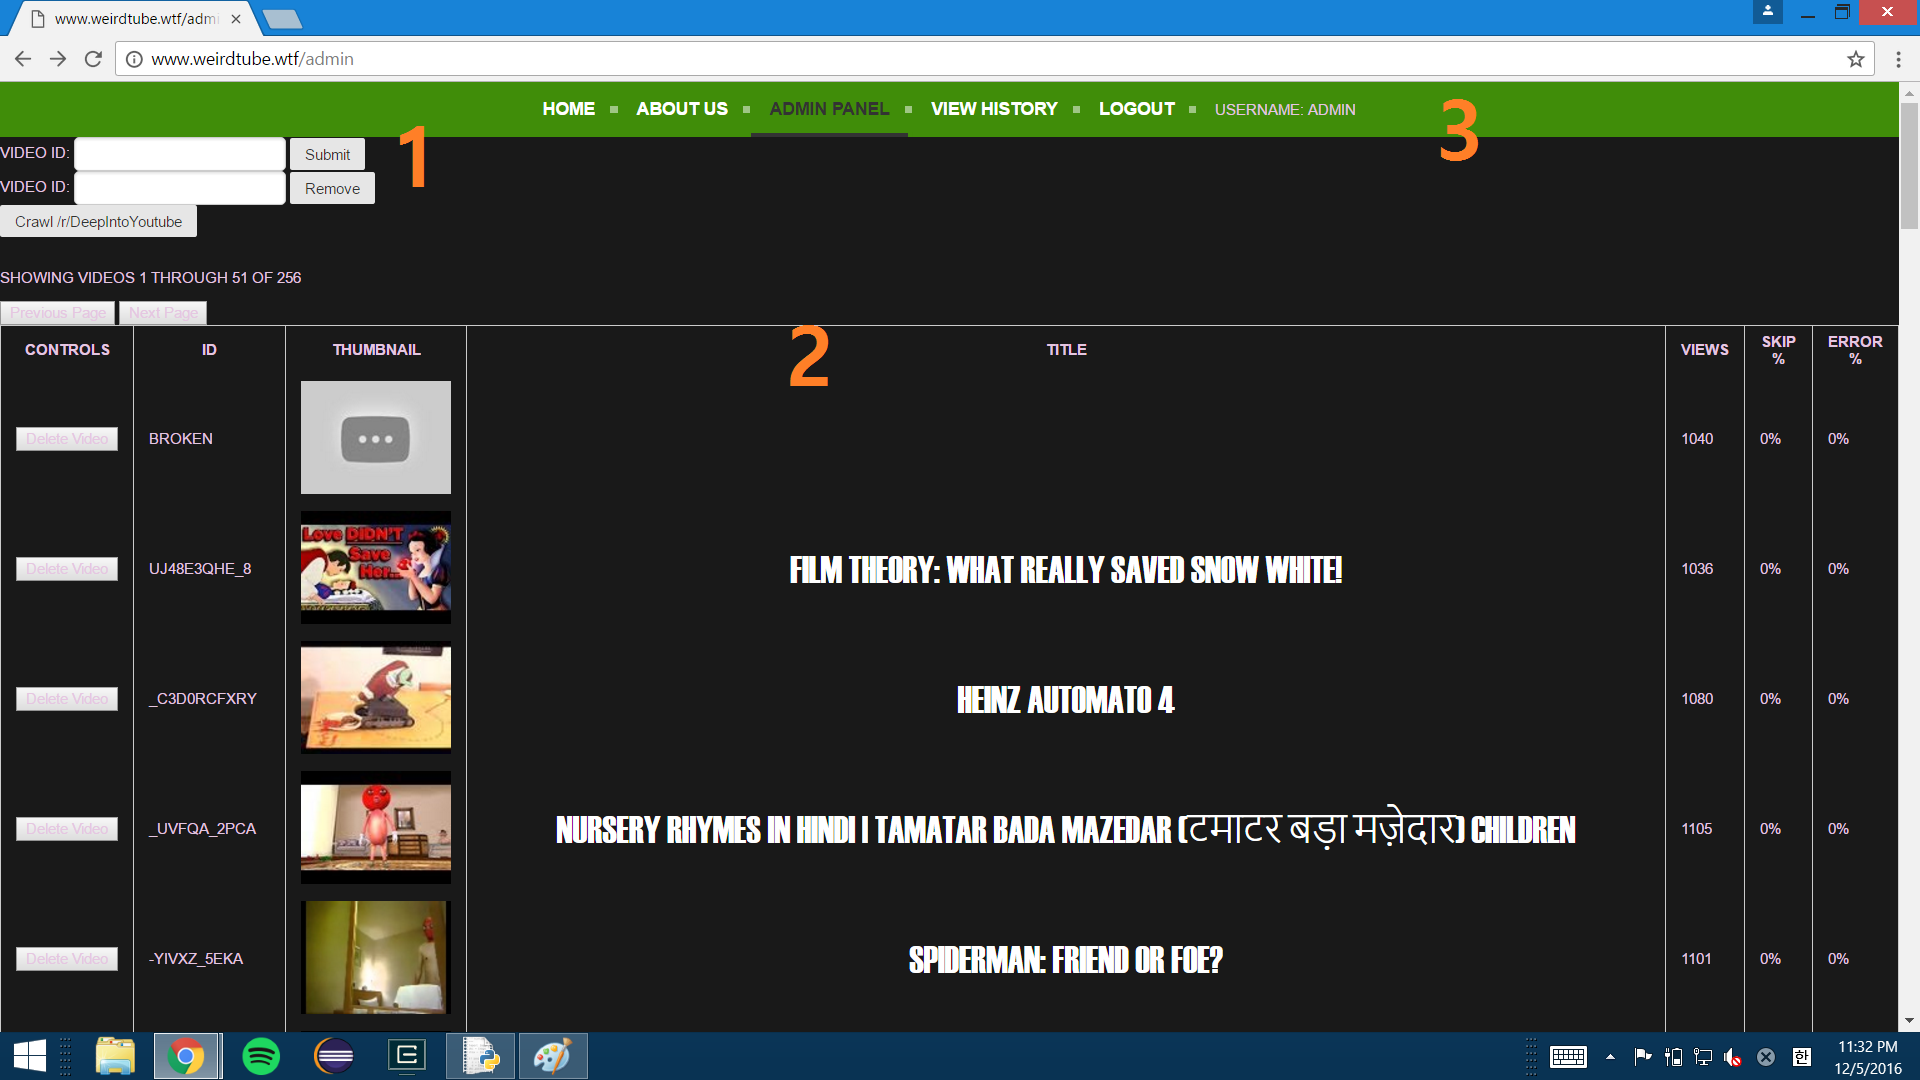 www.weirdtube.wtf/admi
www.weirdtube.wtf/admin
HOME ABOUT US ADMIN PANEL VIEW HISTORY LOGOUT USERNAME: ADMIN
3
1
VIDEO ID: Submit
VIDEO ID: Remove
Crawl /r/DeepIntoYoutube
SHOWING VIDEOS 1 THROUGH 51 OF 256
Previous Page Next Page
2
CONTROLS ID THUMBNAIL TITLE VIEWS SKIP % ERROR %
Delete Video BROKEN 1040 0% 0%
Love DIDN'T
Save
Her...
Delete Video UJ48E3QHE_8 FILM THEORY: WHAT REALLY SAVED SNOW WHITE! 1036 0% 0%
Delete Video _C3D0RCFXRY HEINZ AUTOMATO 4 1080 0% 0%
Delete Video _UVFQA_2PCA NURSERY RHYMES IN HINDI | TAMATAR BADA MAZEDAR (टमाटर बड़ा मज़ेदार) CHILDREN 1105 0% 0%
Delete Video -YIVXZ_5EKA SPIDERMAN: FRIEND OR FOE? 1101 0% 0%
한
11:32 PM
12/5/2016